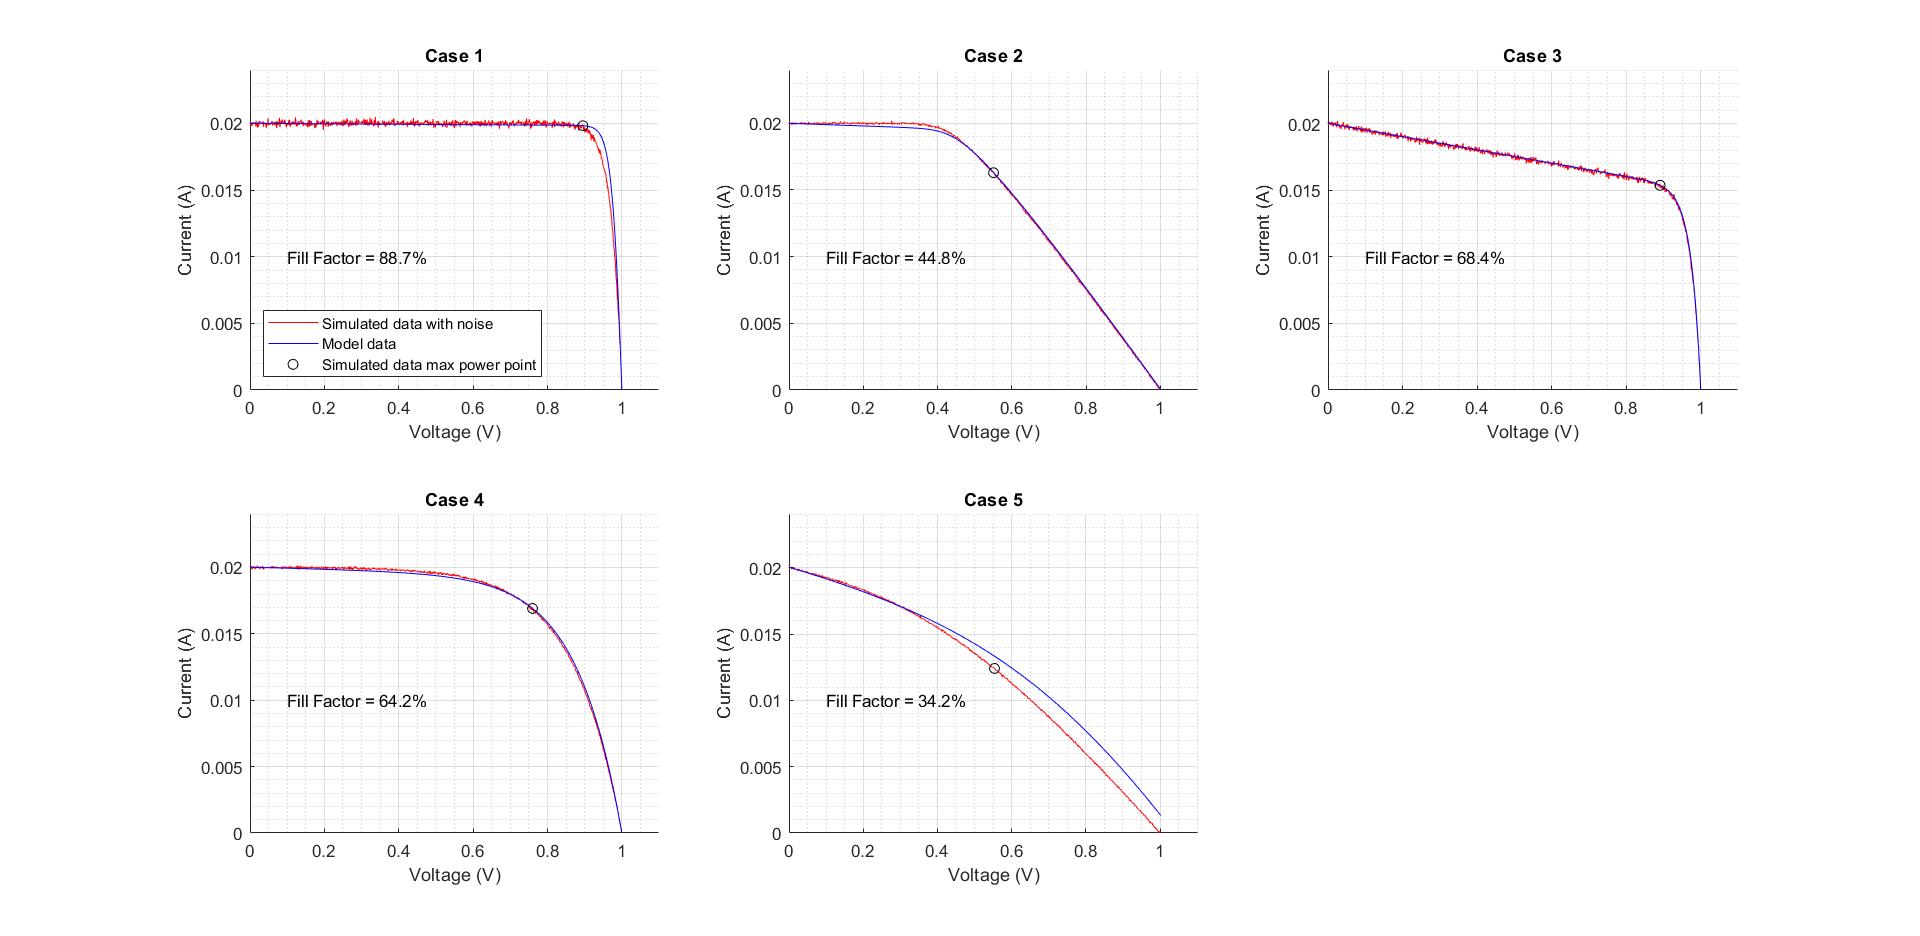 Case 1
Current (A)
0.02
0.015
0.01
0.005
0
Fill Factor = 88.7%
Simulated data with noise
Model data
Simulated data max power point
0 0.2 0.4 0.6 0.8 1
Voltage (V)
Case 2
Current (A)
0.02
0.015
0.01
0.005
0
Fill Factor = 44.8%
0 0.2 0.4 0.6 0.8 1
Voltage (V)
Case 3
Current (A)
0.02
0.015
0.01
0.005
0
Fill Factor = 68.4%
0 0.2 0.4 0.6 0.8 1
Voltage (V)
Case 4
Current (A)
0.02
0.015
0.01
0.005
0
Fill Factor = 64.2%
0 0.2 0.4 0.6 0.8 1
Voltage (V)
Case 5
Current (A)
0.02
0.015
0.01
0.005
0
Fill Factor = 34.2%
0 0.2 0.4 0.6 0.8 1
Voltage (V)